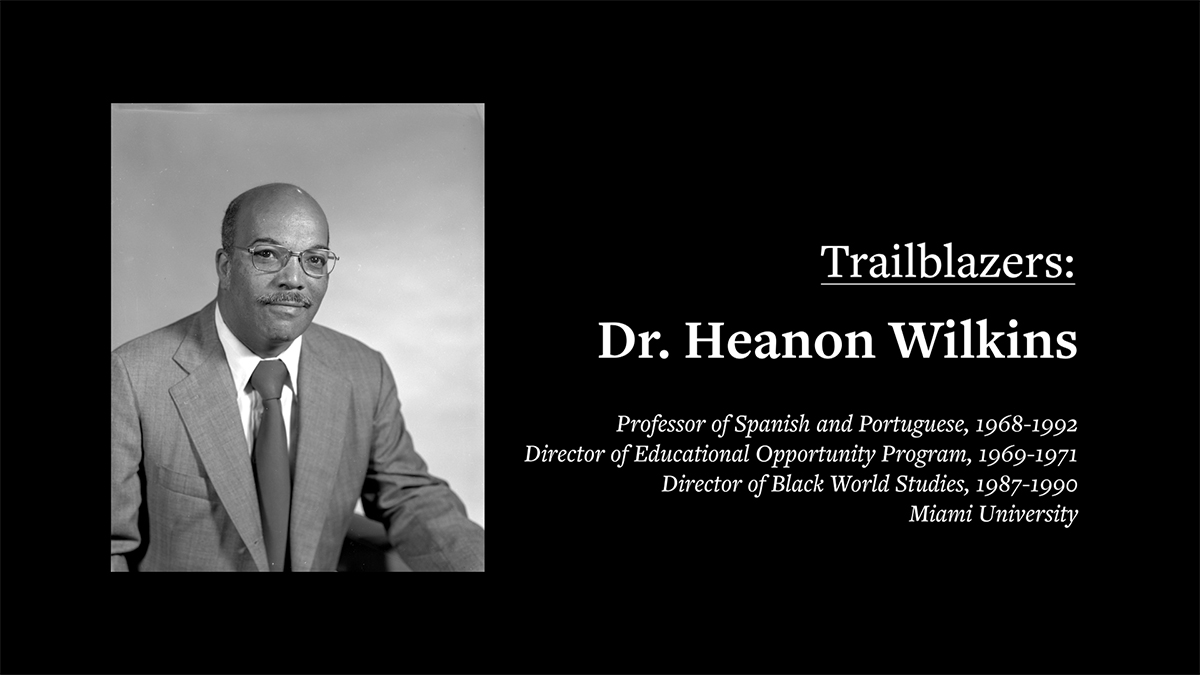 Trailblazers:
Dr. Heanon Wilkins
Professor of Spanish and Portuguese, 1968-1992
Director of Educational Opportunity Program, 1969-1971
Director of Black World Studies, 1987-1990
Miami University